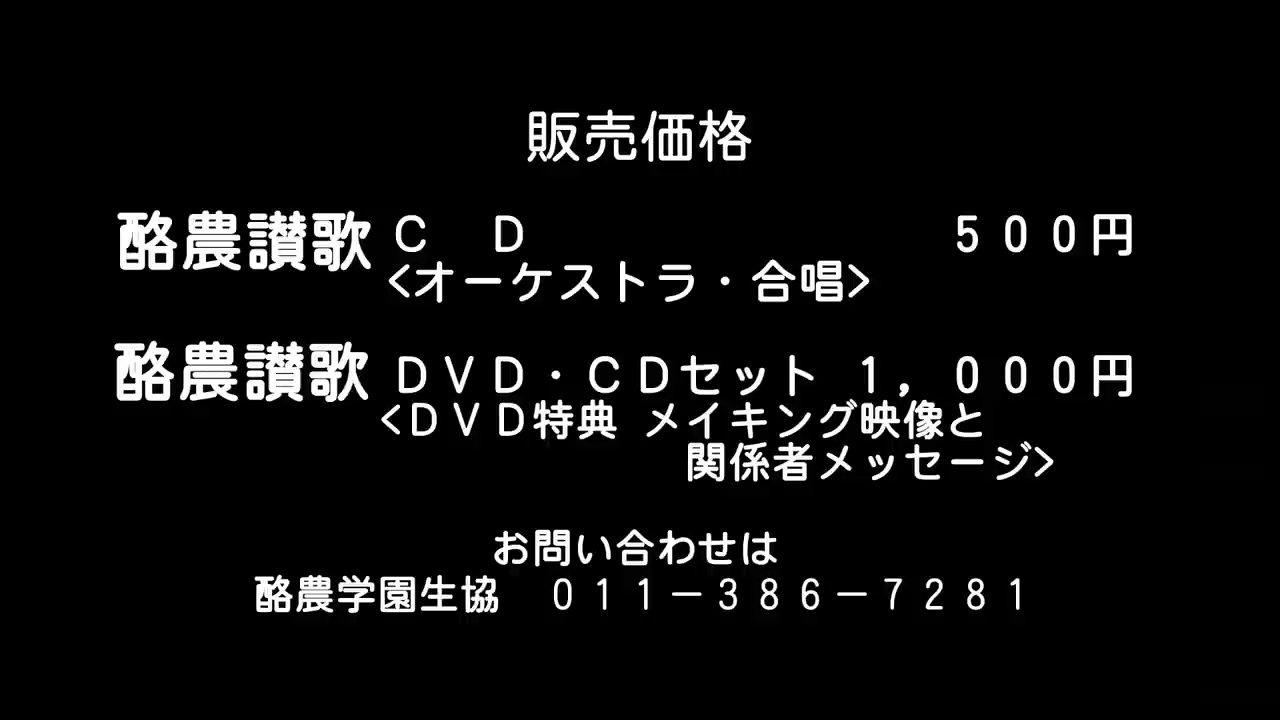 販売価格
酪農讃歌 ＣＤ ５００円
<オーケストラ・合唱>
酪農讃歌 ＤＶＤ・ＣＤセット １，０００円
<ＤＶＤ特典 メイキング映像と
関係者メッセージ>
お問い合わせは
酪農学園生協　０１１－３８６－７２８１